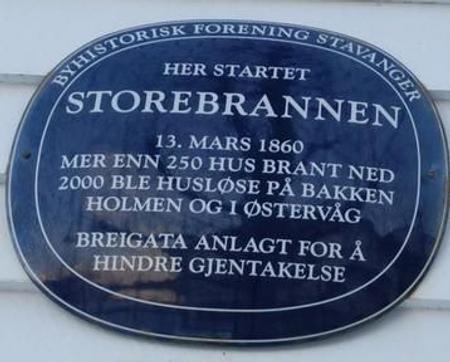 BYHISTORISK FORENING STAVANGER
HER STARTET
STOREBRANNEN
13. MARS 1860
MER ENN 250 HUS BRANT NED
2000 BLE HUSLØSE PÅ BAKKEN
HOLMEN OG I ØSTERVÅG
BREIGATA ANLAGT FOR Å
HINDRE GJENTAKELSE